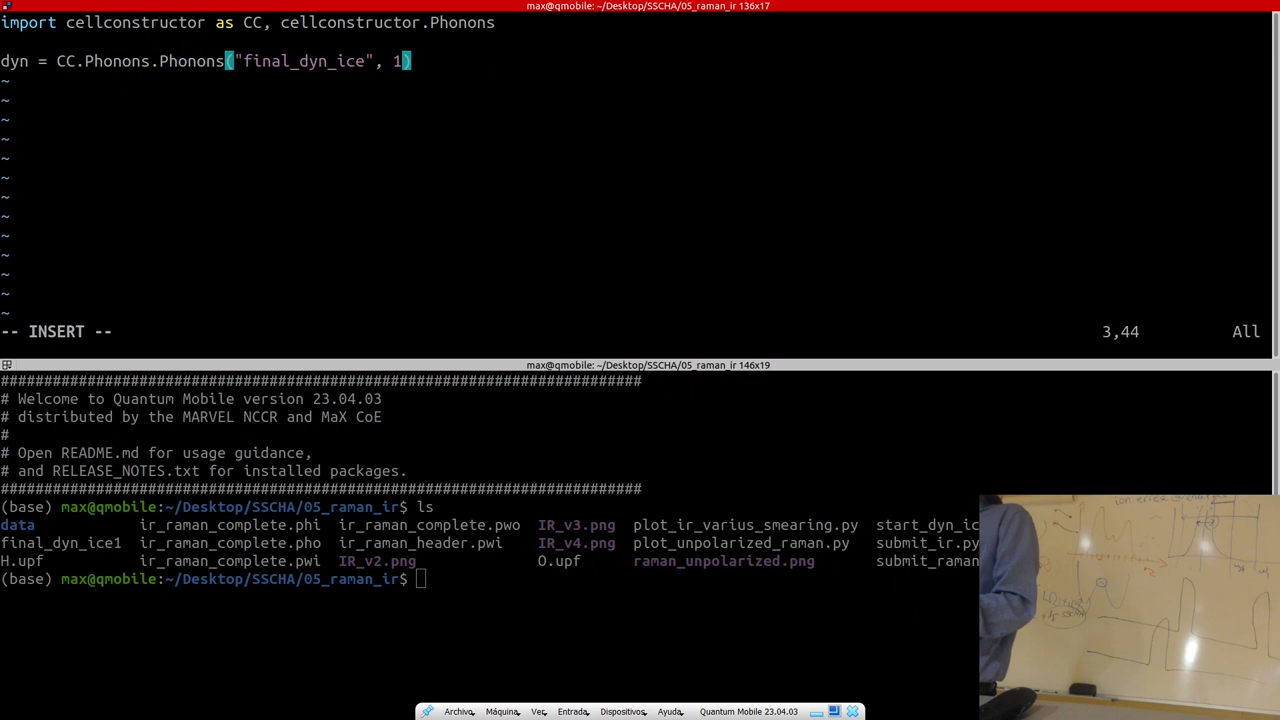 max@qmobile:~/Desktop/SSCHA/05_raman_ir 136x17
import cellconstructor as CC, cellconstructor.Phonons
dyn = CC.Phonons.Phonons("final_dyn_ice", 1)
~
~
~
~
~
~
~
~
~
~
~
~
~
-- INSERT -- 3,44 All
max@qmobile:~/Desktop/SSCHA/05_raman_ir 146x19
################################################################################
# Welcome to Quantum Mobile version 23.04.03
# distributed by the MARVEL NCCR and MaX CoE
#
# Open README.md for usage guidance,
# and RELEASE_NOTES.txt for installed packages.
################################################################################
(base) max@qmobile:~/Desktop/SSCHA/05_raman_ir$ ls
data ir_raman_complete.phi ir_raman_complete.pwo IR_v3.png plot_ir_varius_smearing.py start_dyn_ic
final_dyn_ice1 ir_raman_complete.pho ir_raman_header.pwi IR_v4.png plot_unpolarized_raman.py submit_ir.py
H.upf ir_raman_complete.pwi IR_v2.png O.upf raman_unpolarized.png submit_raman
(base) max@qmobile:~/Desktop/SSCHA/05_raman_ir$
Archivo Máquina Ver Entrada Dispositivos Ayuda Quantum Mobile 23.04.03